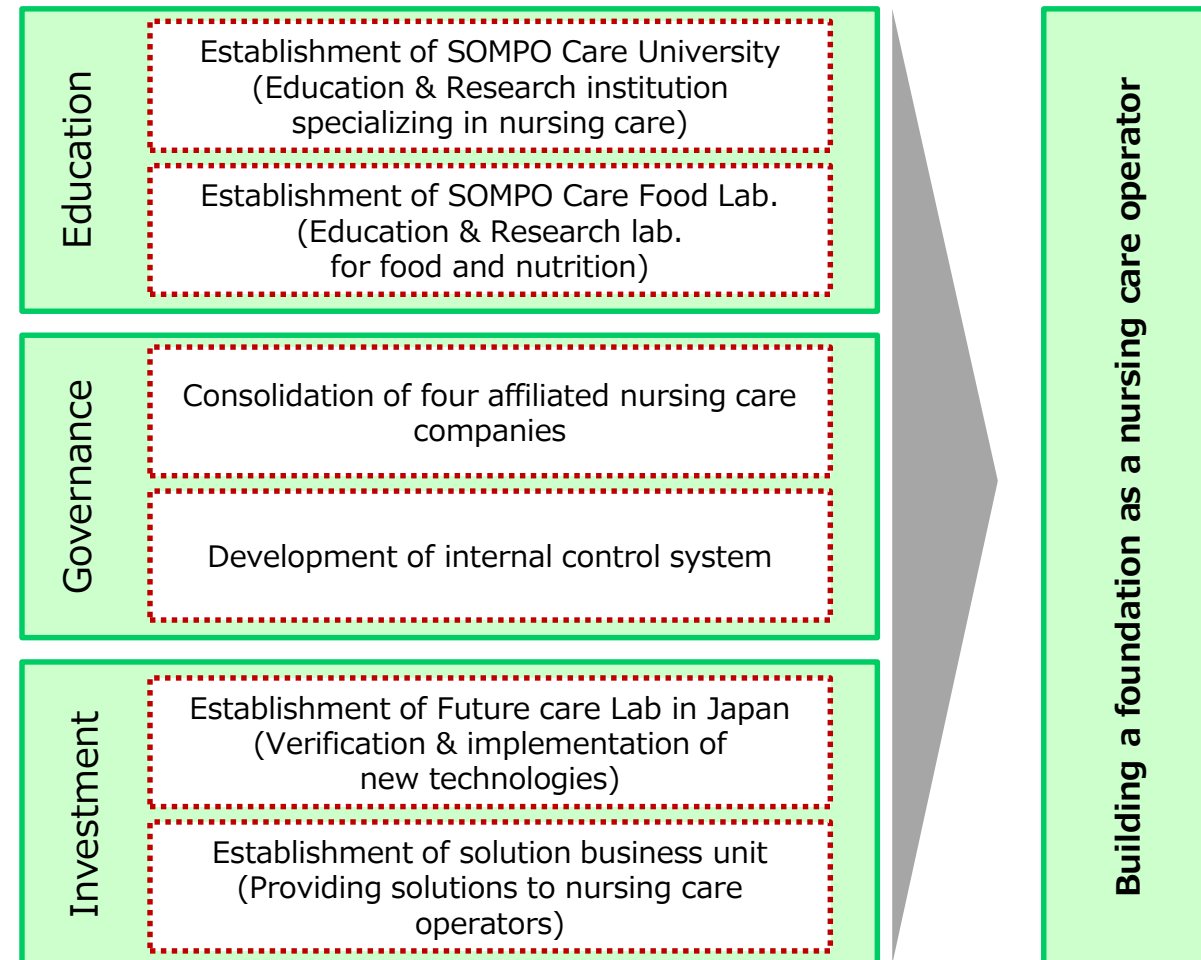 Education
Establishment of SOMPO Care University
(Education & Research institution
specializing in nursing care)
Establishment of SOMPO Care Food Lab.
(Education & Research lab.
for food and nutrition)
Governance
Consolidation of four affiliated nursing care
companies
Development of internal control system
Investment
Establishment of Future care Lab in Japan
(Verification & implementation of
new technologies)
Establishment of solution business unit
(Providing solutions to nursing care
operators)
Building a foundation as a nursing care operator